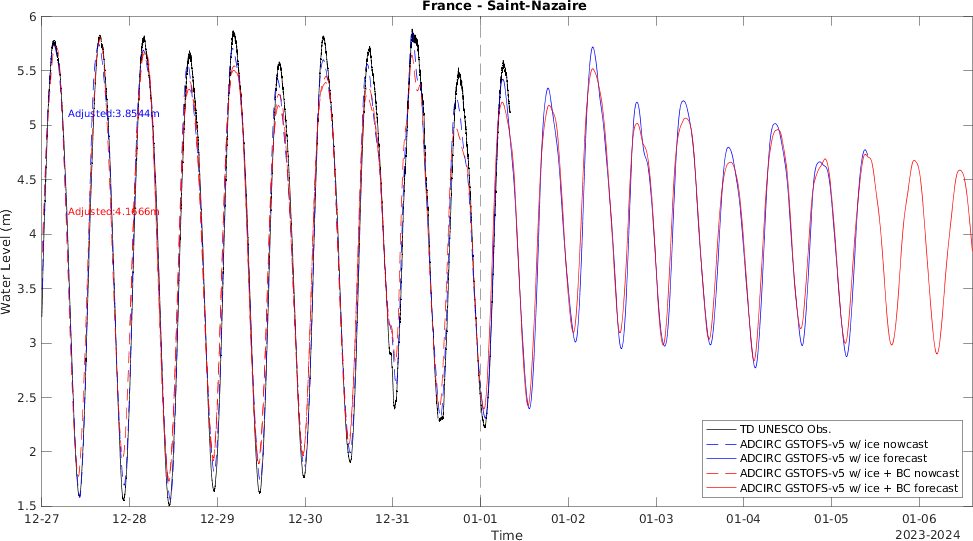 France - Saint-Nazaire
Water Level (m)
6
5.5
5
4.5
4
3.5
3
2.5
2
1.5
Adjusted:3.8544m
Adjusted:4.1666m
TD UNESCO Obs.
ADCIRC GSTOFS-v5 w/ ice nowcast
ADCIRC GSTOFS-v5 w/ ice forecast
ADCIRC GSTOFS-v5 w/ ice + BC nowcast
ADCIRC GSTOFS-v5 w/ ice + BC forecast
12-27 12-28 12-29 12-30 12-31 01-01 01-02 01-03 01-04 01-05 01-06
Time
2023-2024